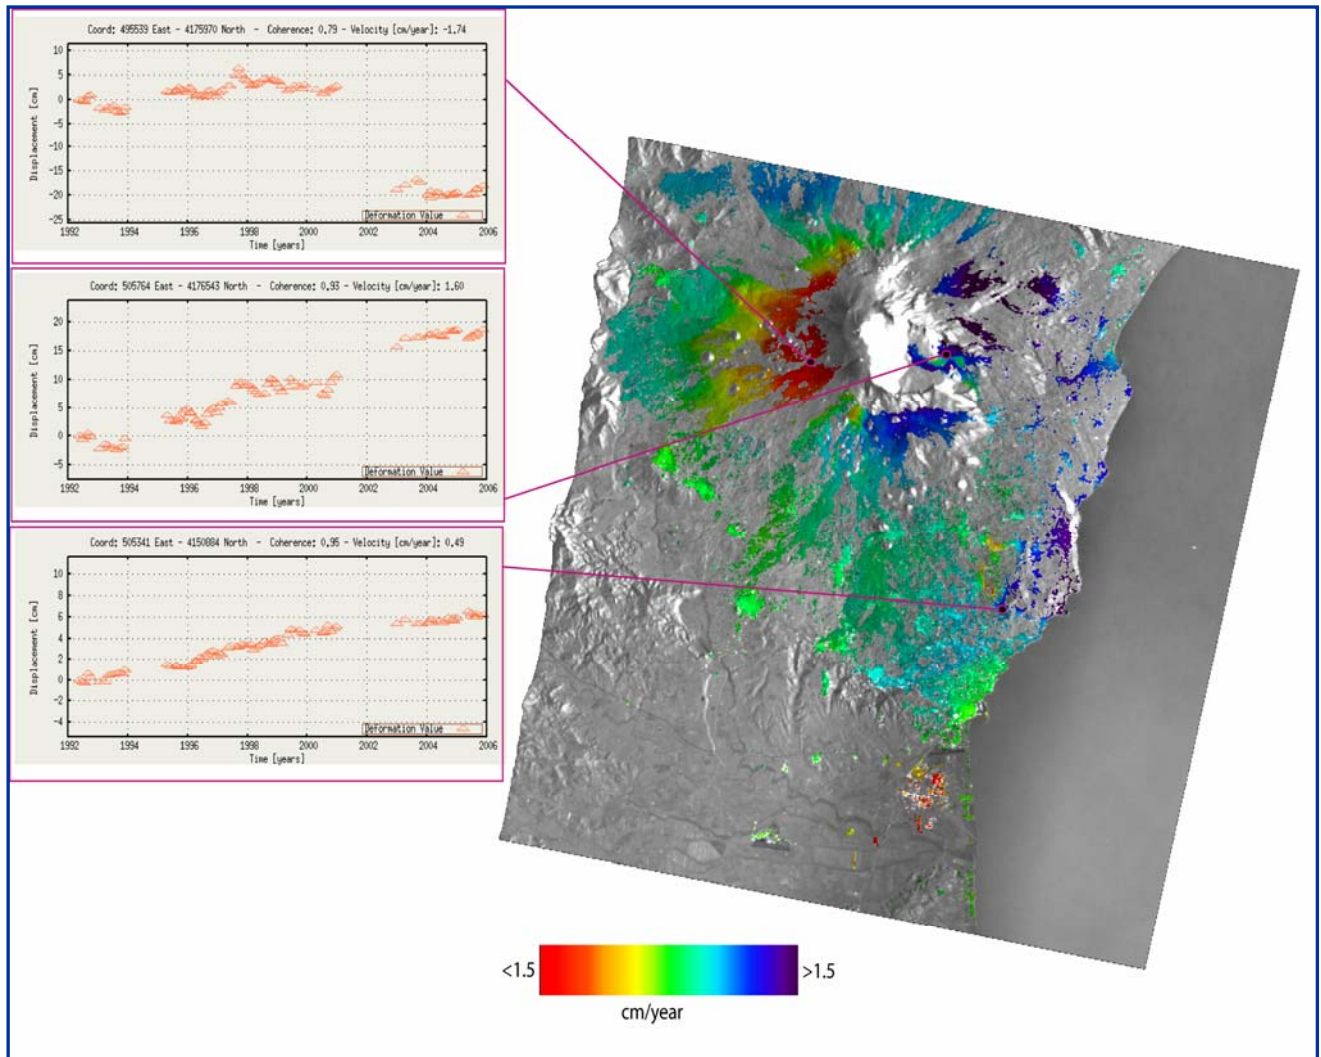 Coord: 495539 East - 4175970 North - Coherence: 0.79 - Velocity [cm/year]: -1.74
Displacement [cm]
10
5
0
-5
-10
-15
-20
-25
Deformation Value
1992 1994 1996 1998 2000 2002 2004 2006
Time [years]
Coord: 505764 East - 4176543 North - Coherence: 0.93 - Velocity [cm/year]: 1.60
Displacement [cm]
20
15
10
5
0
-5
Deformation Value
1992 1994 1996 1998 2000 2002 2004 2006
Time [years]
Coord: 505341 East - 4150884 North - Coherence: 0.95 - Velocity [cm/year]: 0.49
Displacement [cm]
10
8
6
4
2
0
-2
-4
Deformation Value
1992 1994 1996 1998 2000 2002 2004 2006
Time [years]
<1.5 >1.5
cm/year